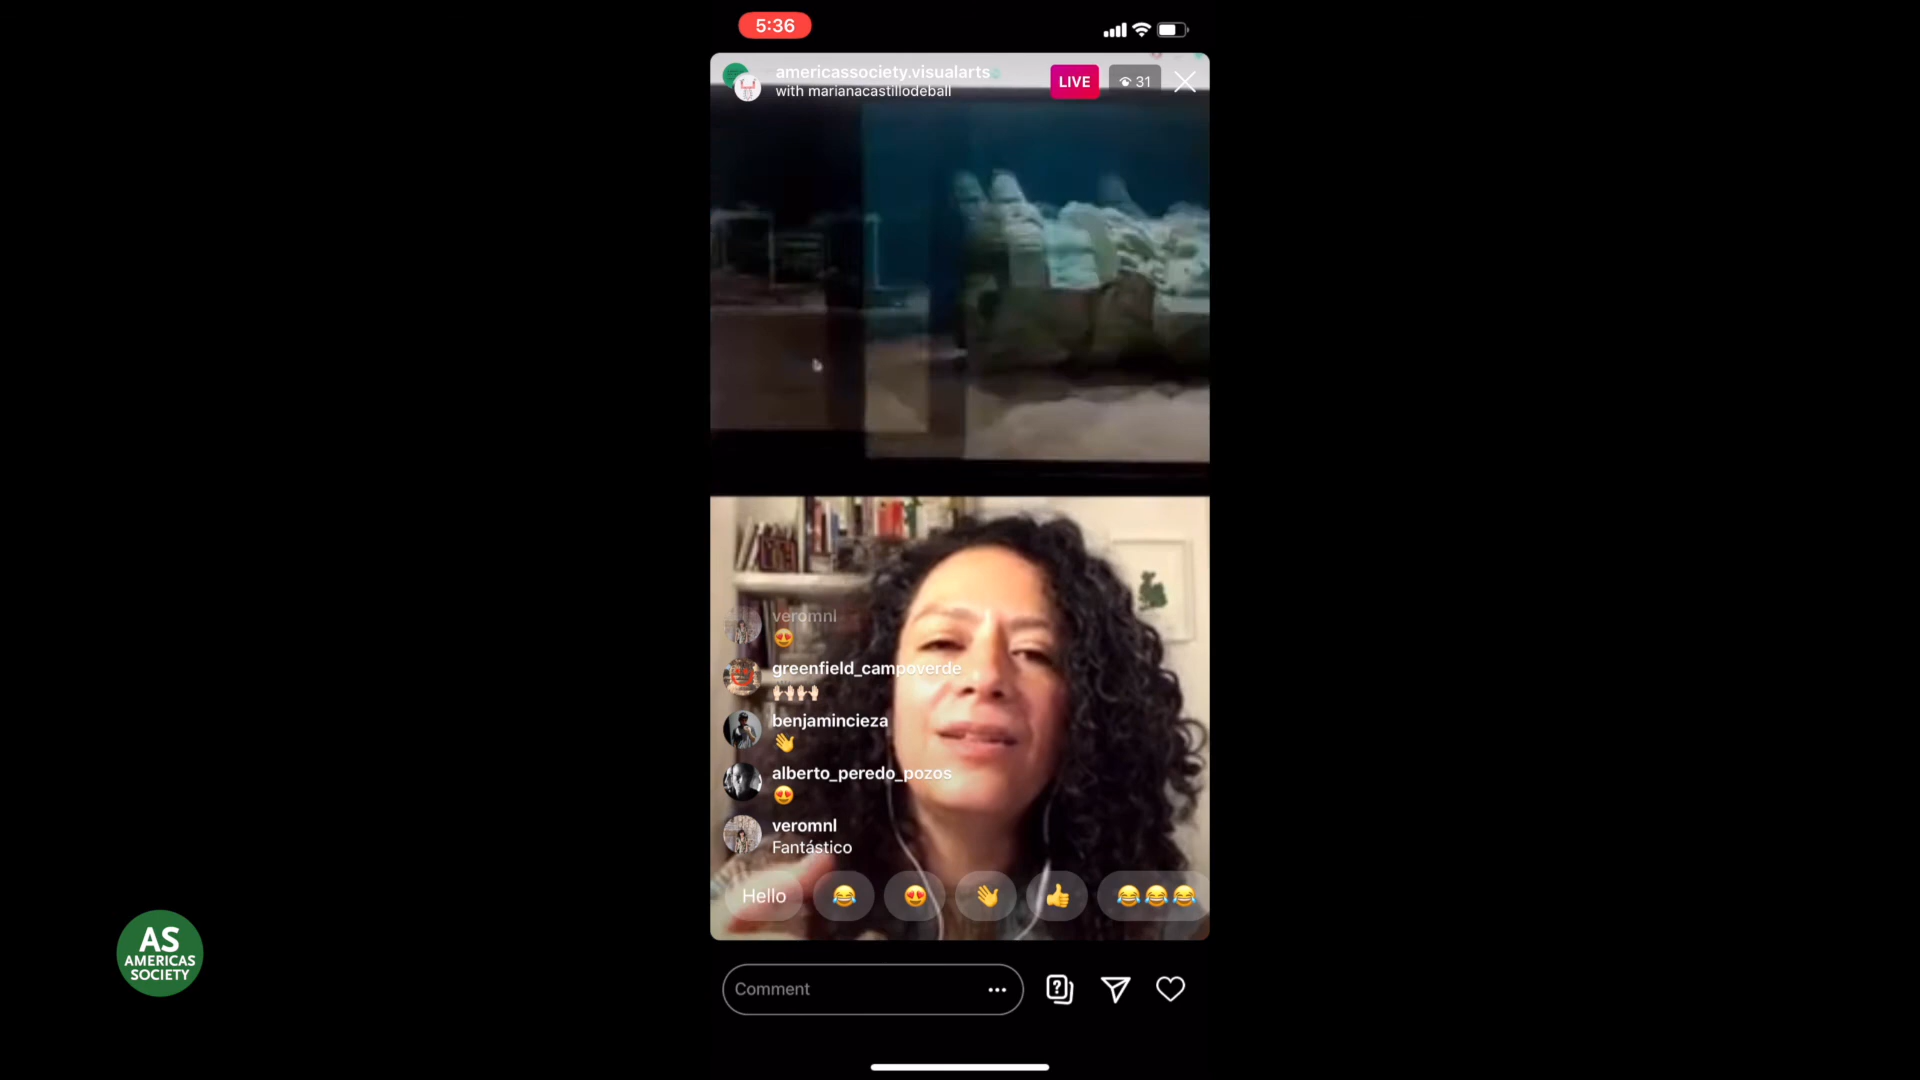 5:36
americassociety.visualarts
with marianacastillodeball
LIVE
31
veromnl
😍
greenfield_campoverde
🙌🏻🙌🏻
benjamincieza
👋
alberto_peredo_pozos
😍
veromnl
Fantástico
Hello 😂 😍 👋 👍 😂😂😂
Comment
AS
AMERICAS
SOCIETY